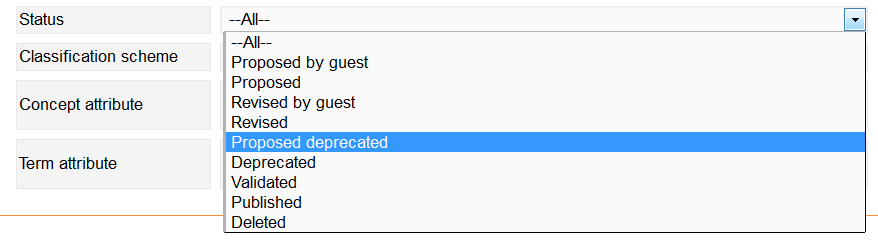 Status
--All--
--All--
Classification scheme
Proposed by guest
Proposed
Concept attribute
Revised by guest
Revised
Proposed deprecated
Term attribute
Deprecated
Validated
Published
Deleted